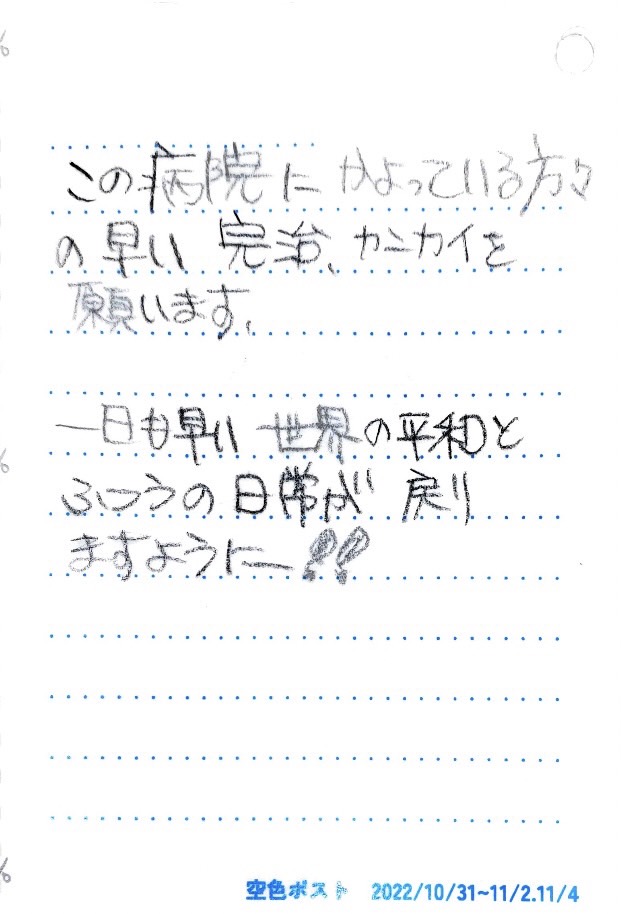 この病院に かよっている方々
の早い 完治、カンカイを
願います。
一日も早い 世界の平和と
ふつうの日常が 戻り
ますようにー!!
空色ポスト 2022/10/31~11/2.11/4